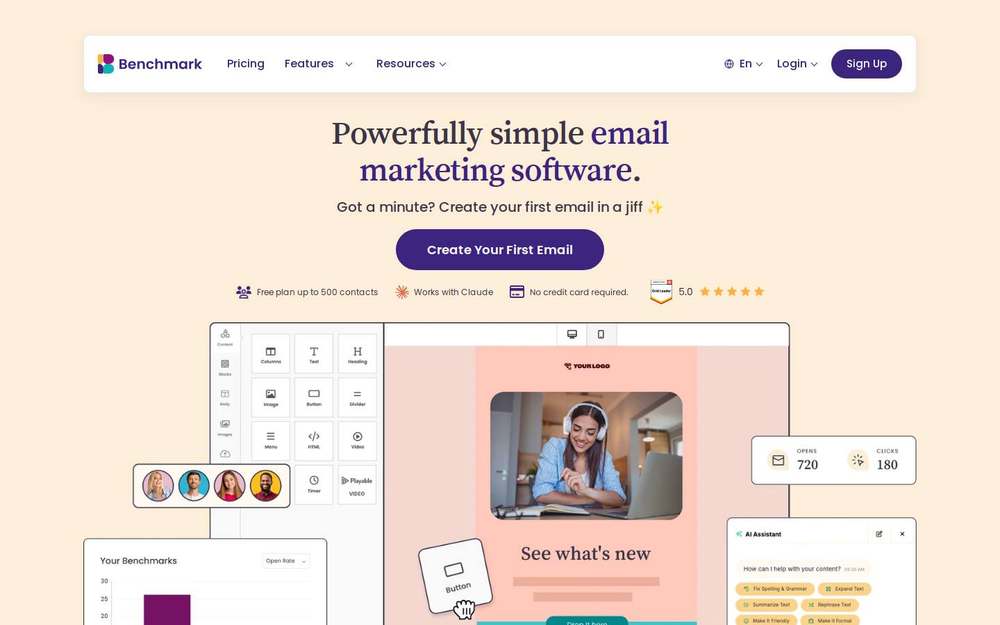 Benchmark
Pricing
Features
Resources
En
Login
Sign Up
Powerfully simple email
marketing software.
Got a minute? Create your first email in a jiff ✨
Create Your First Email
Free plan up to 500 contacts
Works with Claude
No credit card required.
5.0
Content
Blocks
Body
Images
Columns
Text
Heading
Image
Button
Divider
Menu
HTML
Video
Timer
Playable
VIDEO
YOUR LOGO
OPENS
720
CLICKS
180
See what's new
Button
Drop it here
Your Benchmarks
Open Rate
30
25
20
AI Assistant
How can I help with your content?
Fix Spelling & Grammar
Expand Text
Summarize Text
Rephrase Text
Make it Friendly
Make it Formal